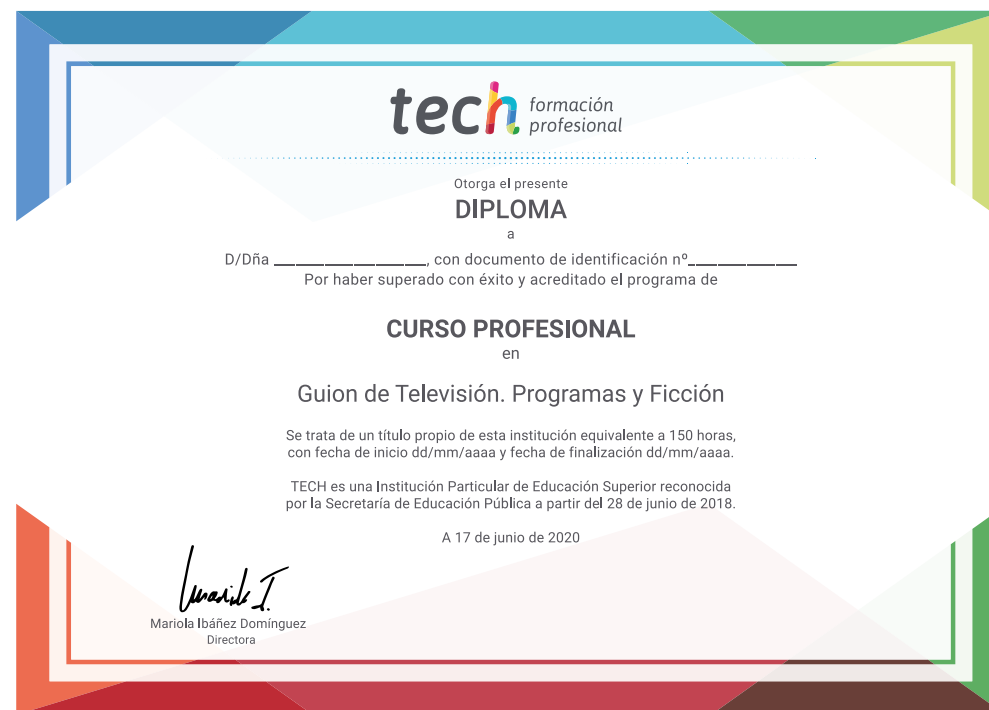 tech formación
profesional
Otorga el presente
DIPLOMA
a
D/Dña ______________, con documento de identificación nº__________
Por haber superado con éxito y acreditado el programa de
CURSO PROFESIONAL
en
Guion de Televisión. Programas y Ficción
Se trata de un título propio de esta institución equivalente a 150 horas,
con fecha de inicio dd/mm/aaaa y fecha de finalización dd/mm/aaaa.
TECH es una Institución Particular de Educación Superior reconocida
por la Secretaría de Educación Pública a partir del 28 de junio de 2018.
A 17 de junio de 2020
Mariola Ibáñez Domínguez
Directora